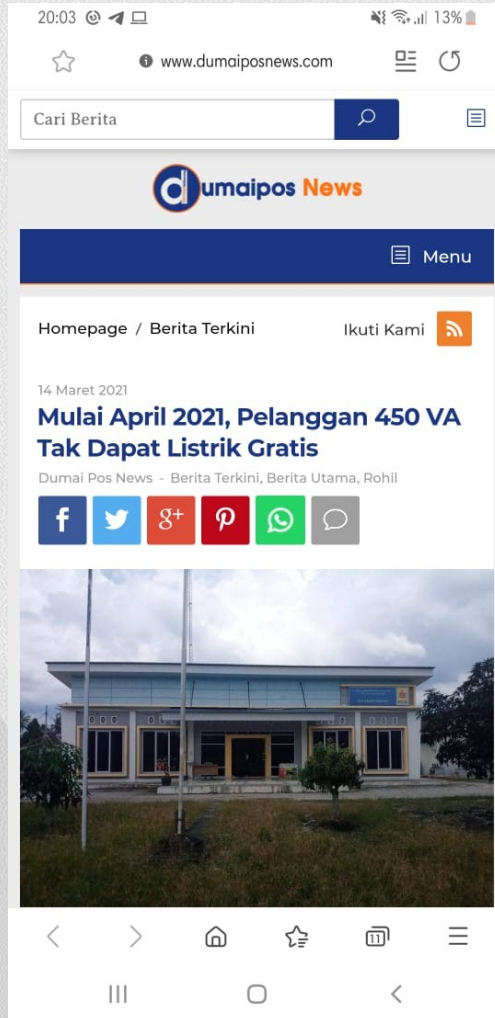 20:03 13%
www.dumaiposnews.com
Cari Berita
dumaipos News
Menu
Homepage / Berita Terkini Ikuti Kami
14 Maret 2021
Mulai April 2021, Pelanggan 450 VA
Tak Dapat Listrik Gratis
Dumai Pos News - Berita Terkini, Berita Utama, Rohil
f 8+
11